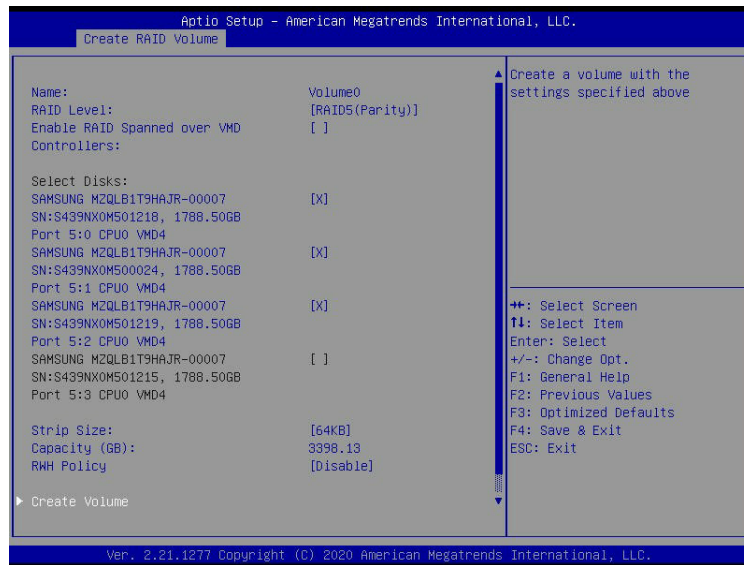 Aptio Setup – American Megatrends International, LLC.
Create RAID Volume
Name: Volume0
RAID Level: [RAID5(Parity)]
Enable RAID Spanned over VMD [ ]
Controllers:
Select Disks:
SAMSUNG MZQLB1T9HAJR-00007 [X]
SN:S439NX0M501218, 1788.50GB
Port 5:0 CPU0 VMD4
SAMSUNG MZQLB1T9HAJR-00007 [X]
SN:S439NX0M500024, 1788.50GB
Port 5:1 CPU0 VMD4
SAMSUNG MZQLB1T9HAJR-00007 [X]
SN:S439NX0M501219, 1788.50GB
Port 5:2 CPU0 VMD4
SAMSUNG MZQLB1T9HAJR-00007 [ ]
SN:S439NX0M501215, 1788.50GB
Port 5:3 CPU0 VMD4
Strip Size: [64KB]
Capacity (GB): 3398.13
RWH Policy [Disable]
Create Volume
Create a volume with the
settings specified above
→←: Select Screen
↑↓: Select Item
Enter: Select
+/-: Change Opt.
F1: General Help
F2: Previous Values
F3: Optimized Defaults
F4: Save & Exit
ESC: Exit
Ver. 2.21.1277 Copyright (C) 2020 American Megatrends International, LLC.